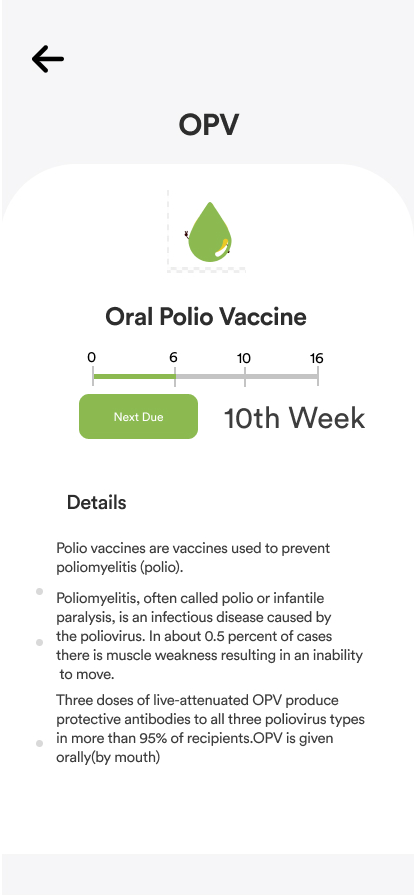 OPV
Oral Polio Vaccine
0 6 10 16
Next Due 10th Week
Details
Polio vaccines are vaccines used to prevent
poliomyelitis (polio).
Poliomyelitis, often called polio or infantile
paralysis, is an infectious disease caused by
the poliovirus. In about 0.5 percent of cases
there is muscle weakness resulting in an inability
to move.
Three doses of live-attenuated OPV produce
protective antibodies to all three poliovirus types
in more than 95% of recipients.OPV is given
orally(by mouth)